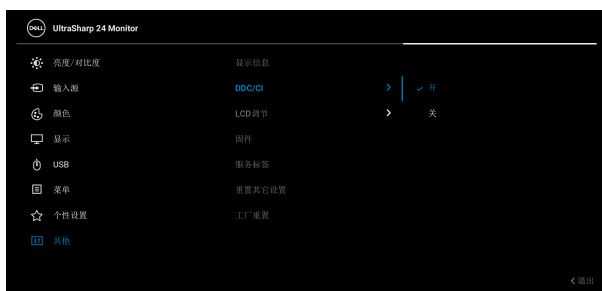 DELL UltraSharp 24 Monitor
亮度/对比度 显示信息
输入源 DDC/CI 开
颜色 LCD调节 关
显示 固件
USB 服务标签
菜单 重置其它设置
个性设置 工厂重置
其他
退出